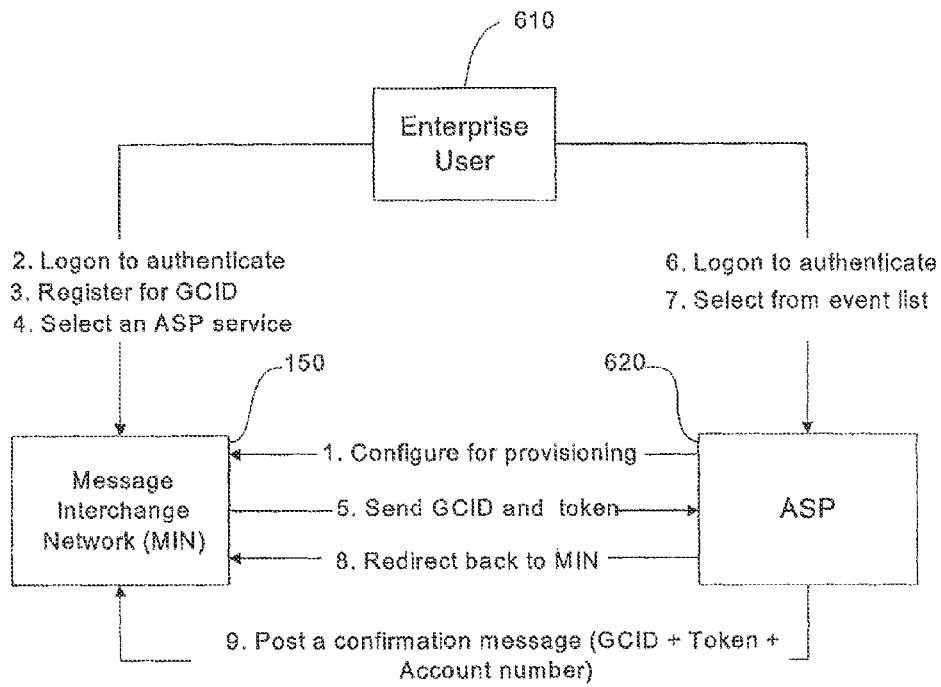 610
Enterprise
User
2. Logon to authenticate
3. Register for GCID
4. Select an ASP service
6. Logon to authenticate
7. Select from event list
150
620
Message
Interchange
Network (MIN)
1. Configure for provisioning
5. Send GCID and token
8. Redirect back to MIN
ASP
9. Post a confirmation message (GCID + Token +
Account number)